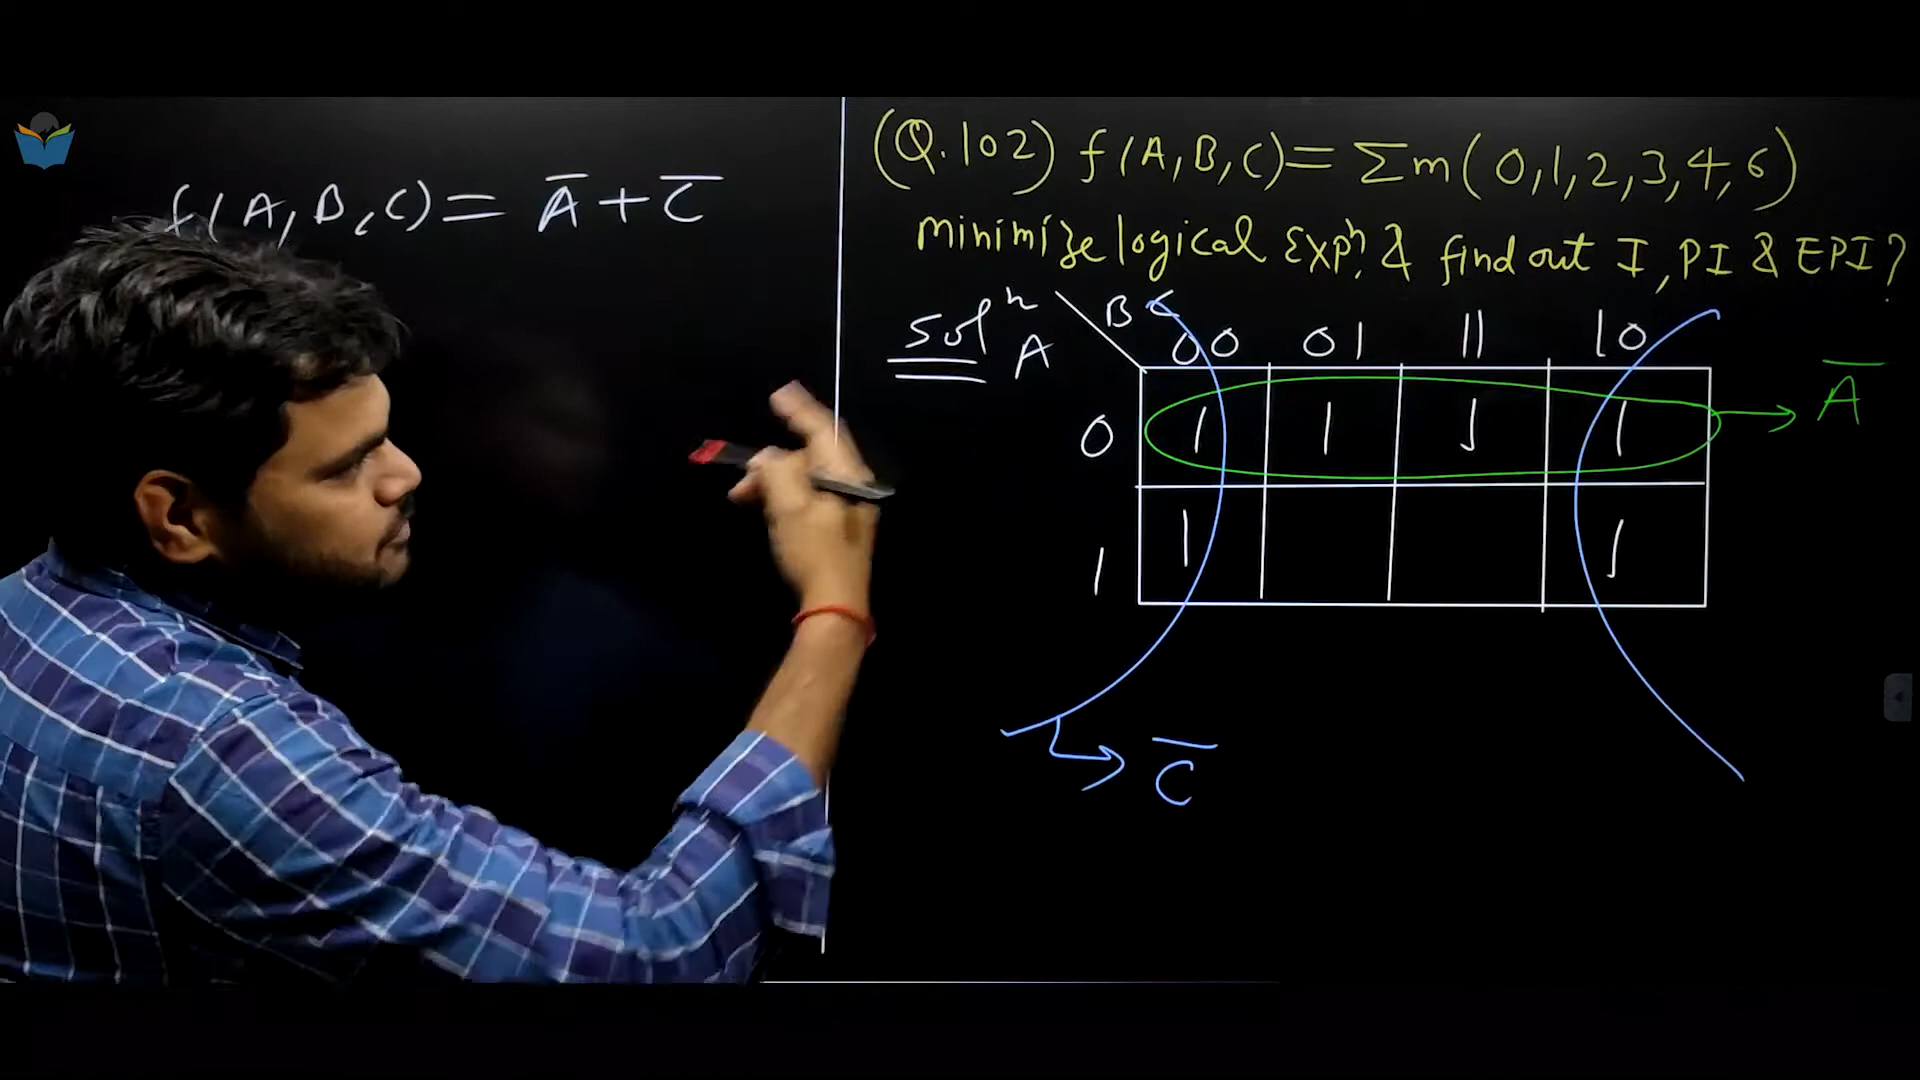 f(A,B,C) = A̅ + C̅
(Q.102) f(A,B,C) = Σm(0,1,2,3,4,6)
minimize logical Expⁿ. & find out I, PI & EPI?
Solⁿ
A BC 00 01 11 10
0 1 1 1 1 → A̅
1 1 1
→ C̅